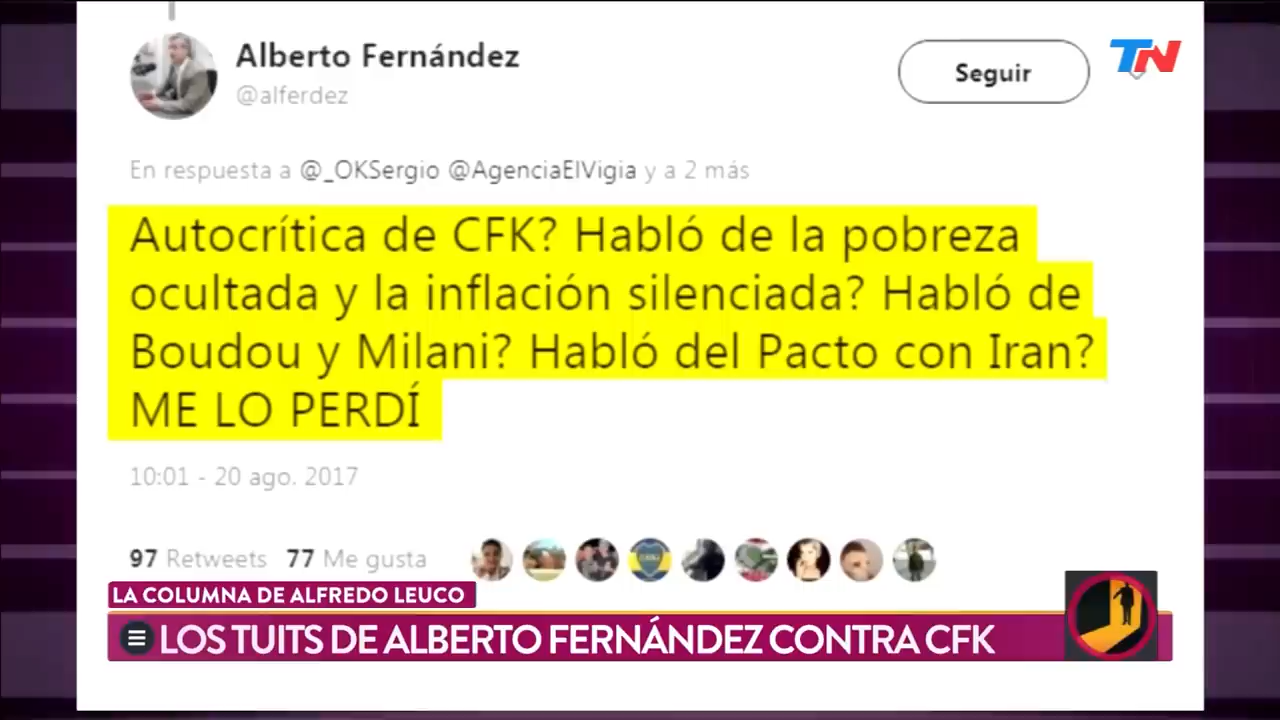 Alberto Fernández
@alferdez
Seguir
TN
En respuesta a @_OKSergio @AgenciaElVigia y a 2 más
Autocrítica de CFK? Habló de la pobreza
ocultada y la inflación silenciada? Habló de
Boudou y Milani? Habló del Pacto con Iran?
ME LO PERDÍ
10:01 - 20 ago. 2017
97 Retweets 77 Me gusta
LA COLUMNA DE ALFREDO LEUCO
LOS TUITS DE ALBERTO FERNÁNDEZ CONTRA CFK